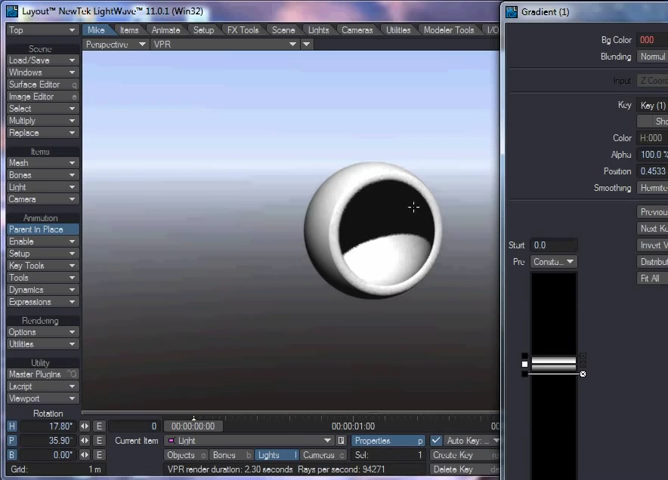 Layout™ NewTek LightWave™ 11.0.1 (Win32)
Top
Mike Items Animate Setup FX Tools Scene Lights Cameras Utilities Modeler Tools I/O
Perspective VPR
Scene
Load/Save
Windows
Surface Editor
Image Editor
Select
Multiply
Replace
Items
Mesh
Bones
Light
Camera
Animation
Parent in Place
Enable
Setup
Key Tools
Tools
Dynamics
Expressions
Rendering
Options
Utilities
Utility
Master Plugins
Lscript
Viewport
Rotation
H 17.80° E
P 35.90° E
B 0.00° E
Grid: 1 m
0 00:00:00:00 00:00:01:00
Current Item Light Properties p Auto Key: ...
Objects o Bones b Lights l Cameras c Sel: 1 Create Key
VPR render duration: 2.30 seconds Rays per second: 94271 Delete Key
Gradient (1)
Bg Color 000
Blending Normal
Input
Key Key (1)
Color H:000
Alpha 100.0 %
Position 0.4533
Smoothing Hermite
Previous
Next K
Invert
Distribut
Fit All
Start 0.0
Pre Consta...